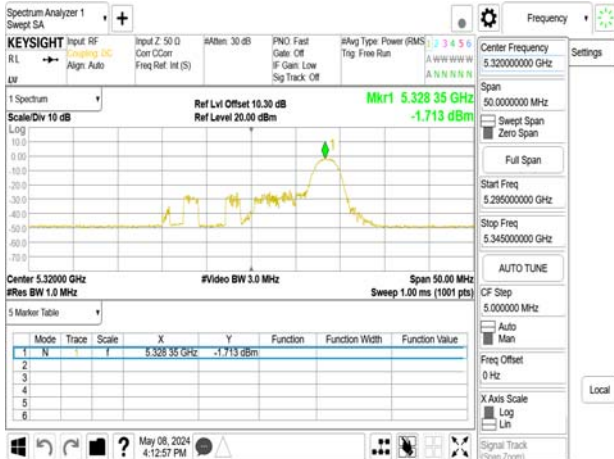 Spectrum Analyzer 1
Swept SA
+
Frequency
KEYSIGHT
RL
LXI
Input: RF
Coupling: DC
Align: Auto
Input Z: 50 Ω
Corr CCorr
Freq Ref: Int (S)
#Atten: 30 dB
PNO: Fast
Gate: Off
IF Gain: Low
Sig Track: Off
#Avg Type: Power (RMS
Trig: Free Run
1 2 3 4 5 6
A W W W W W
A N N N N N
Center Frequency
5.320000000 GHz
Settings
Span
50.0000000 MHz
Swept Span
Zero Span
Full Span
Start Freq
5.295000000 GHz
Stop Freq
5.345000000 GHz
AUTO TUNE
CF Step
5.000000 MHz
Auto
Man
Freq Offset
0 Hz
X Axis Scale
Log
Lin
Signal Track
(Span Zoom)
Local
1 Spectrum
Scale/Div 10 dB
Ref Lvl Offset 10.30 dB
Ref Level 20.00 dBm
Mkr1 5.328 35 GHz
-1.713 dBm
Log
10.0
0.00
-10.0
-20.0
-30.0
-40.0
-50.0
-60.0
-70.0
1
Center 5.32000 GHz
#Res BW 1.0 MHz
#Video BW 3.0 MHz
Span 50.00 MHz
Sweep 1.00 ms (1001 pts)
5 Marker Table
Mode Trace Scale X Y Function Function Width Function Value
1 N 1 f 5.328 35 GHz -1.713 dBm
2
3
4
5
6
?
May 08, 2024
4:12:57 PM